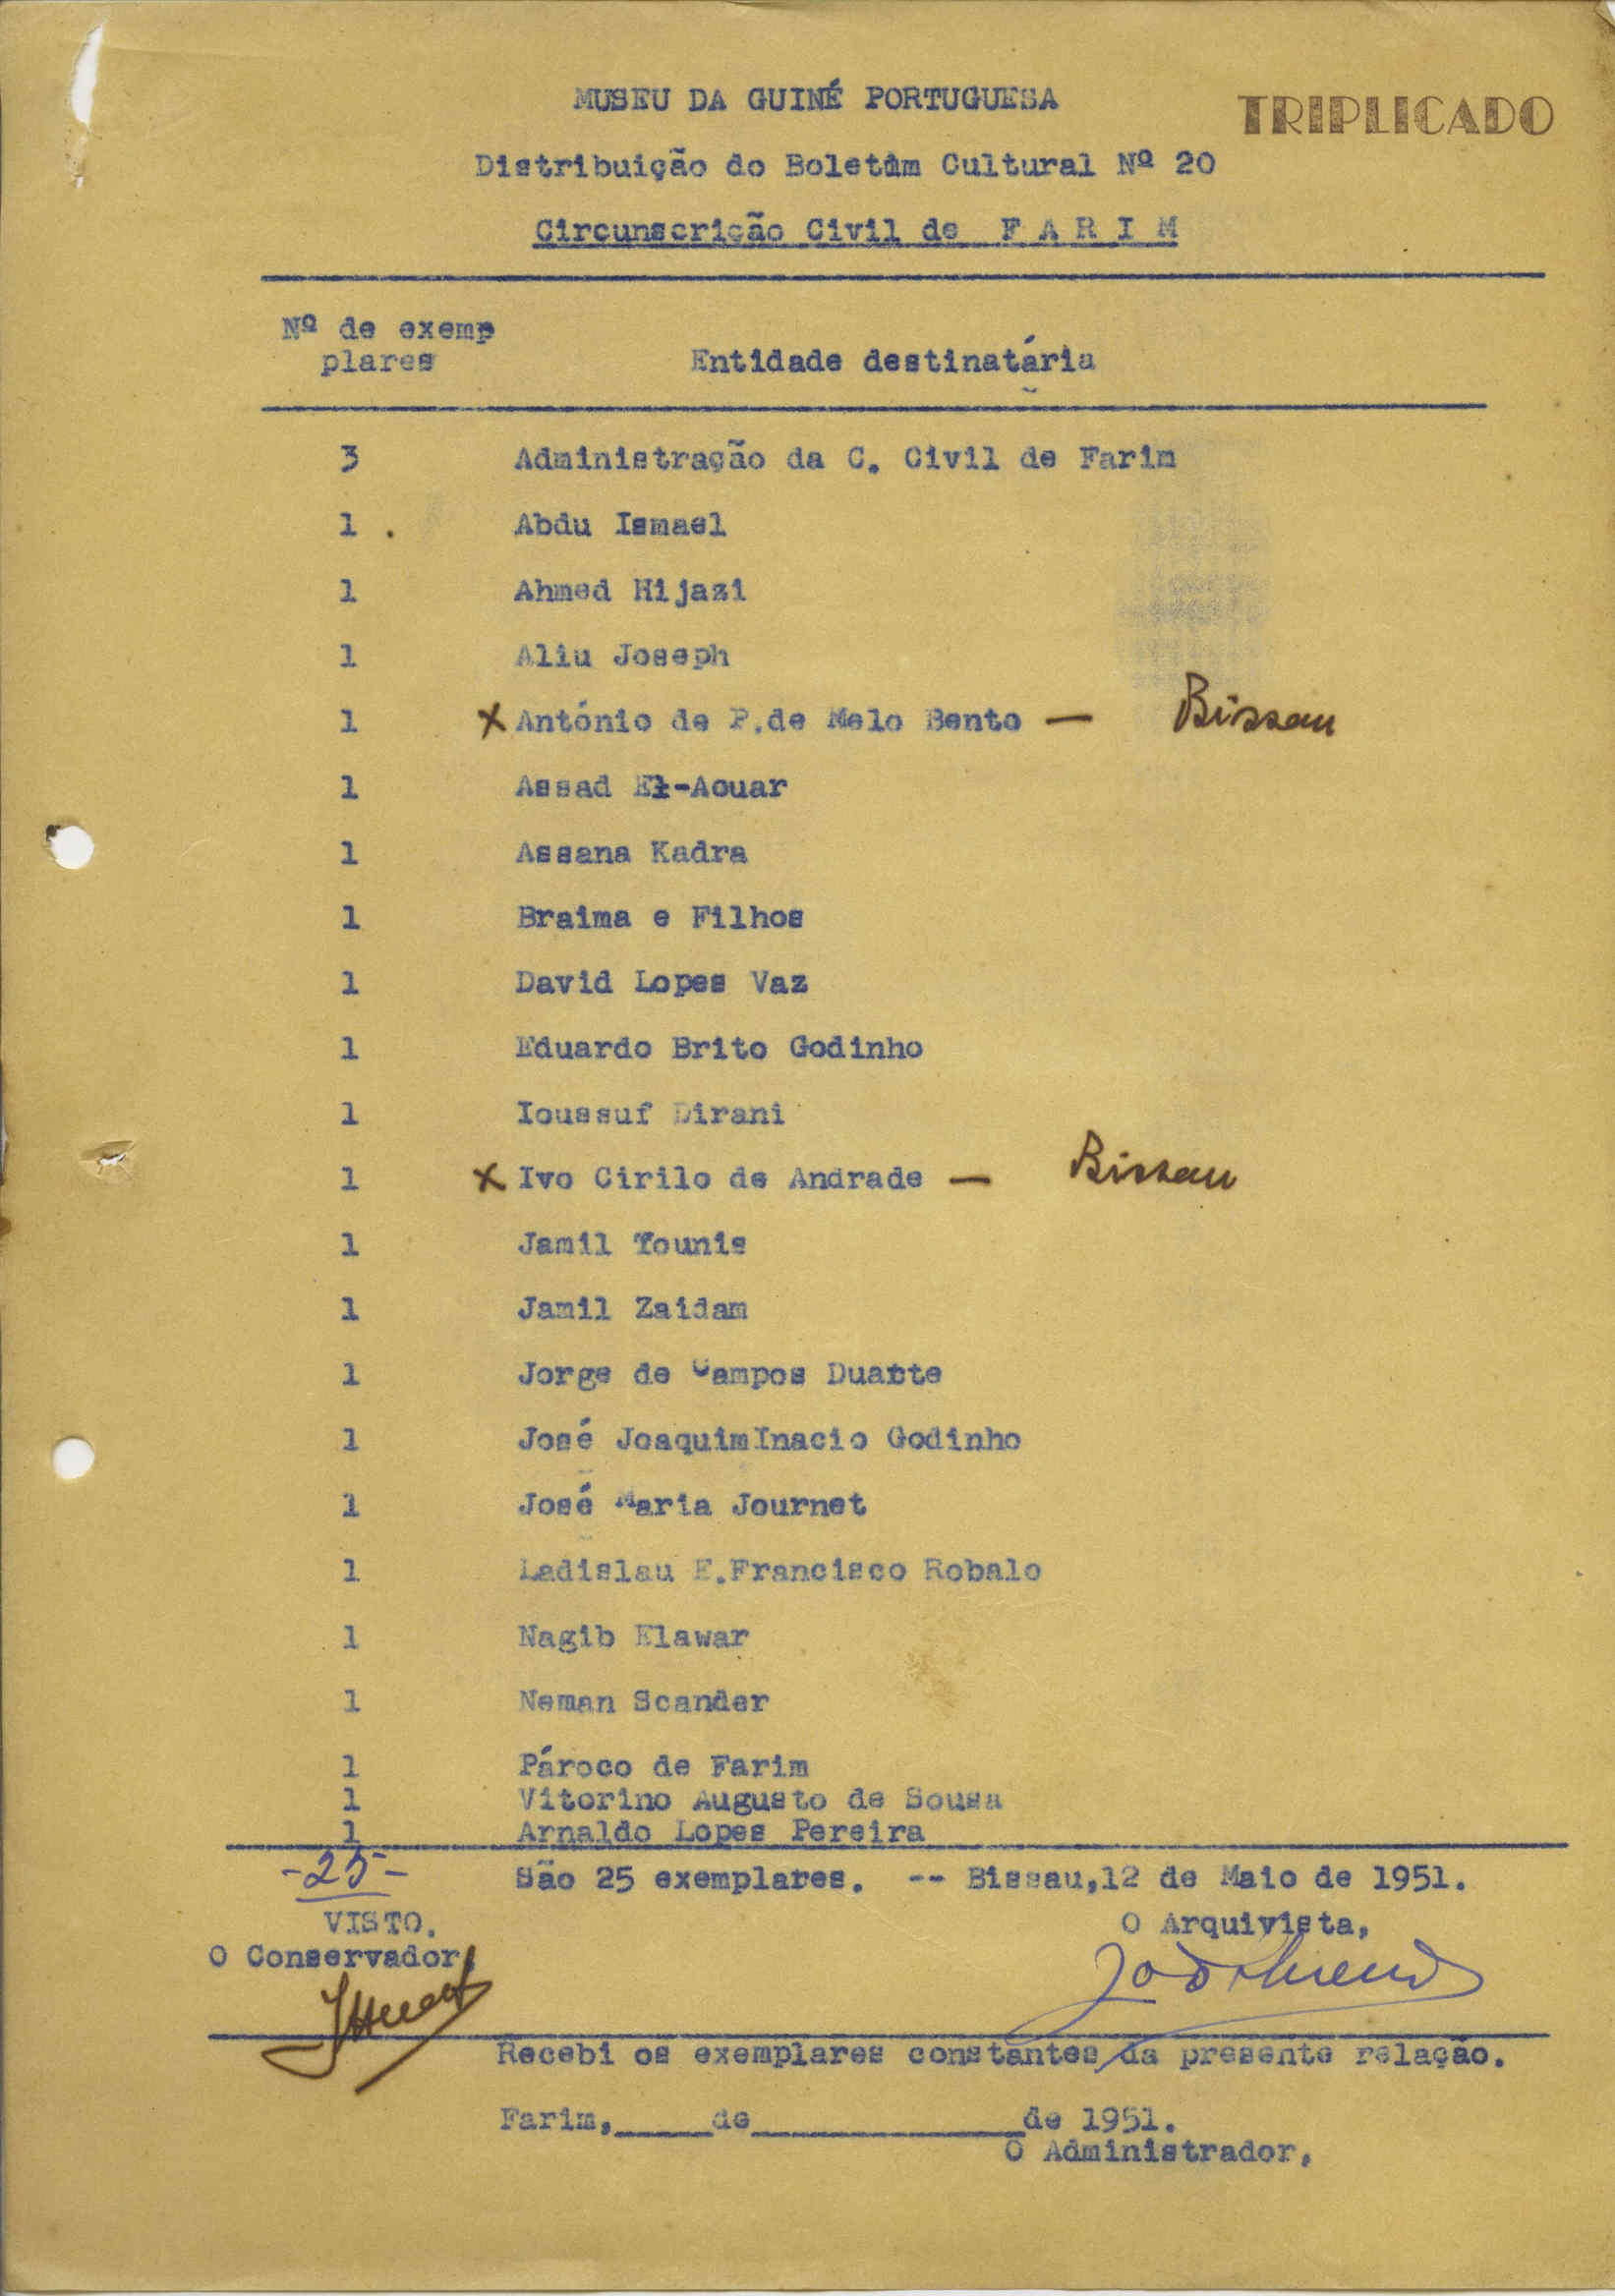 MUSEU DA GUINÉ PORTUGUESA
TRIPLICADO
Distribuição do Boletim Cultural Nº 20
Circunscrição Civil de F A R I M
Nº de exemp
plares
Entidade destinatária
3 Administração da C. Civil de Farim
1 . Abdu Ismael
1 Ahmed Hijazi
1 Aliu Joseph
1 x António de P.de Melo Bento — Bissau
1 Assad El-Aouar
1 Assana Kadra
1 Braima e Filhos
1 David Lopes Vaz
1 Eduardo Brito Godinho
1 Ioussuf Dirani
1 x Ivo Cirilo de Andrade — Bissau
1 Jamil Younis
1 Jamil Zaidam
1 Jorge de Campos Duarte
1 José JoaquimInacio Godinho
1 José Maria Journet
1 Ladislau E.Francisco Robalo
1 Nagib Elawar
1 Neman Scander
1 Pároco de Farim
1 Vitorino Augusto de Sousa
1 Arnaldo Lopes Pereira
-25- São 25 exemplares. -- Bissau,12 de Maio de 1951.
VISTO. O Arquivista,
O Conservador,
Recebi os exemplares constantes da presente relação.
Farim,_____de______________de 1951.
O Administrador,